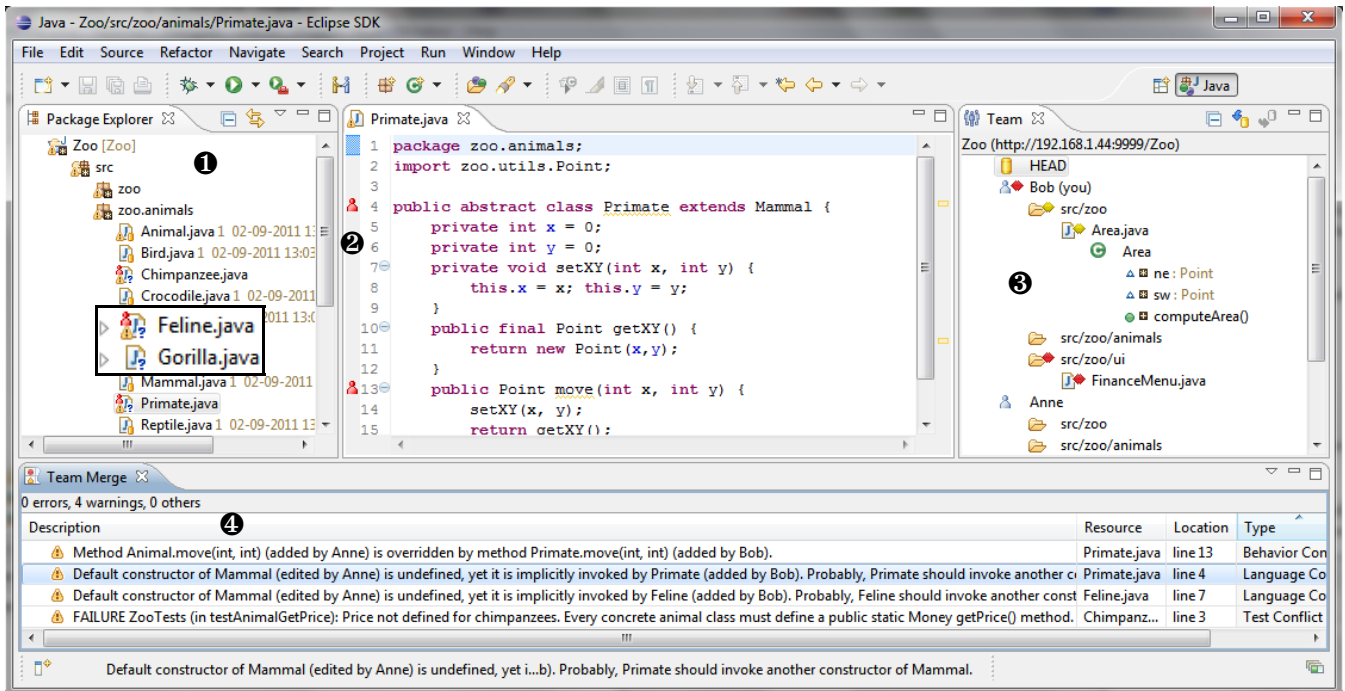 Java - Zoo/src/zoo/animals/Primate.java - Eclipse SDK
File Edit Source Refactor Navigate Search Project Run Window Help
Java
Package Explorer
Zoo [Zoo]
❶
src
zoo
zoo.animals
Animal.java 1 02-09-2011 13
Bird.java 1 02-09-2011 13:03
Chimpanzee.java
Crocodile.java 1 02-09-2011
2011 13:0
Feline.java
Gorilla.java
Mammal.java 1 02-09-2011
Primate.java
Reptile.java 1 02-09-2011 13
Primate.java
❷
1 package zoo.animals;
2 import zoo.utils.Point;
3
4 public abstract class Primate extends Mammal {
5 private int x = 0;
6 private int y = 0;
7 private void setXY(int x, int y) {
8 this.x = x; this.y = y;
9 }
10 public final Point getXY() {
11 return new Point(x,y);
12 }
13 public Point move(int x, int y) {
14 setXY(x, y);
15 return getXY();
Team
Zoo (http://192.168.1.44:9999/Zoo)
HEAD
Bob (you)
src/zoo
Area.java
Area
ne : Point
❸
sw : Point
computeArea()
src/zoo/animals
src/zoo/ui
FinanceMenu.java
Anne
src/zoo
src/zoo/animals
Team Merge
0 errors, 4 warnings, 0 others
❹
Description Resource Location Type
Method Animal.move(int, int) (added by Anne) is overridden by method Primate.move(int, int) (added by Bob). Primate.java line 13 Behavior Con
Default constructor of Mammal (edited by Anne) is undefined, yet it is implicitly invoked by Primate (added by Bob). Probably, Primate should invoke another c Primate.java line 4 Language Co
Default constructor of Mammal (edited by Anne) is undefined, yet it is implicitly invoked by Feline (added by Bob). Probably, Feline should invoke another const Feline.java line 7 Language Co
FAILURE ZooTests (in testAnimalGetPrice): Price not defined for chimpanzees. Every concrete animal class must define a public static Money getPrice() method. Chimpanz... line 3 Test Conflict
Default constructor of Mammal (edited by Anne) is undefined, yet i...b). Probably, Primate should invoke another constructor of Mammal.